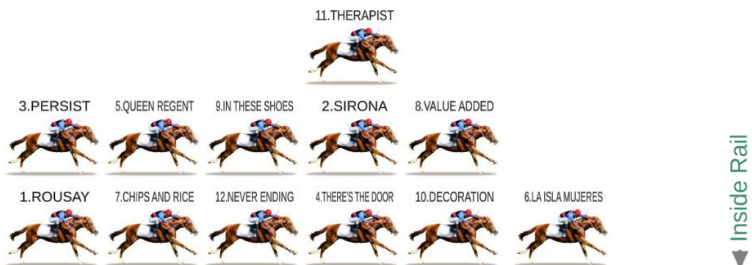 11.THERAPIST
3.PERSIST 5.QUEEN REGENT 9.IN THESE SHOES 2.SIRONA 8.VALUE ADDED
1.ROUSAY 7.CHIPS AND RICE 12.NEVER ENDING 4.THERE'S THE DOOR 10.DECORATION 6.LA ISLA MUJERES
Inside Rail